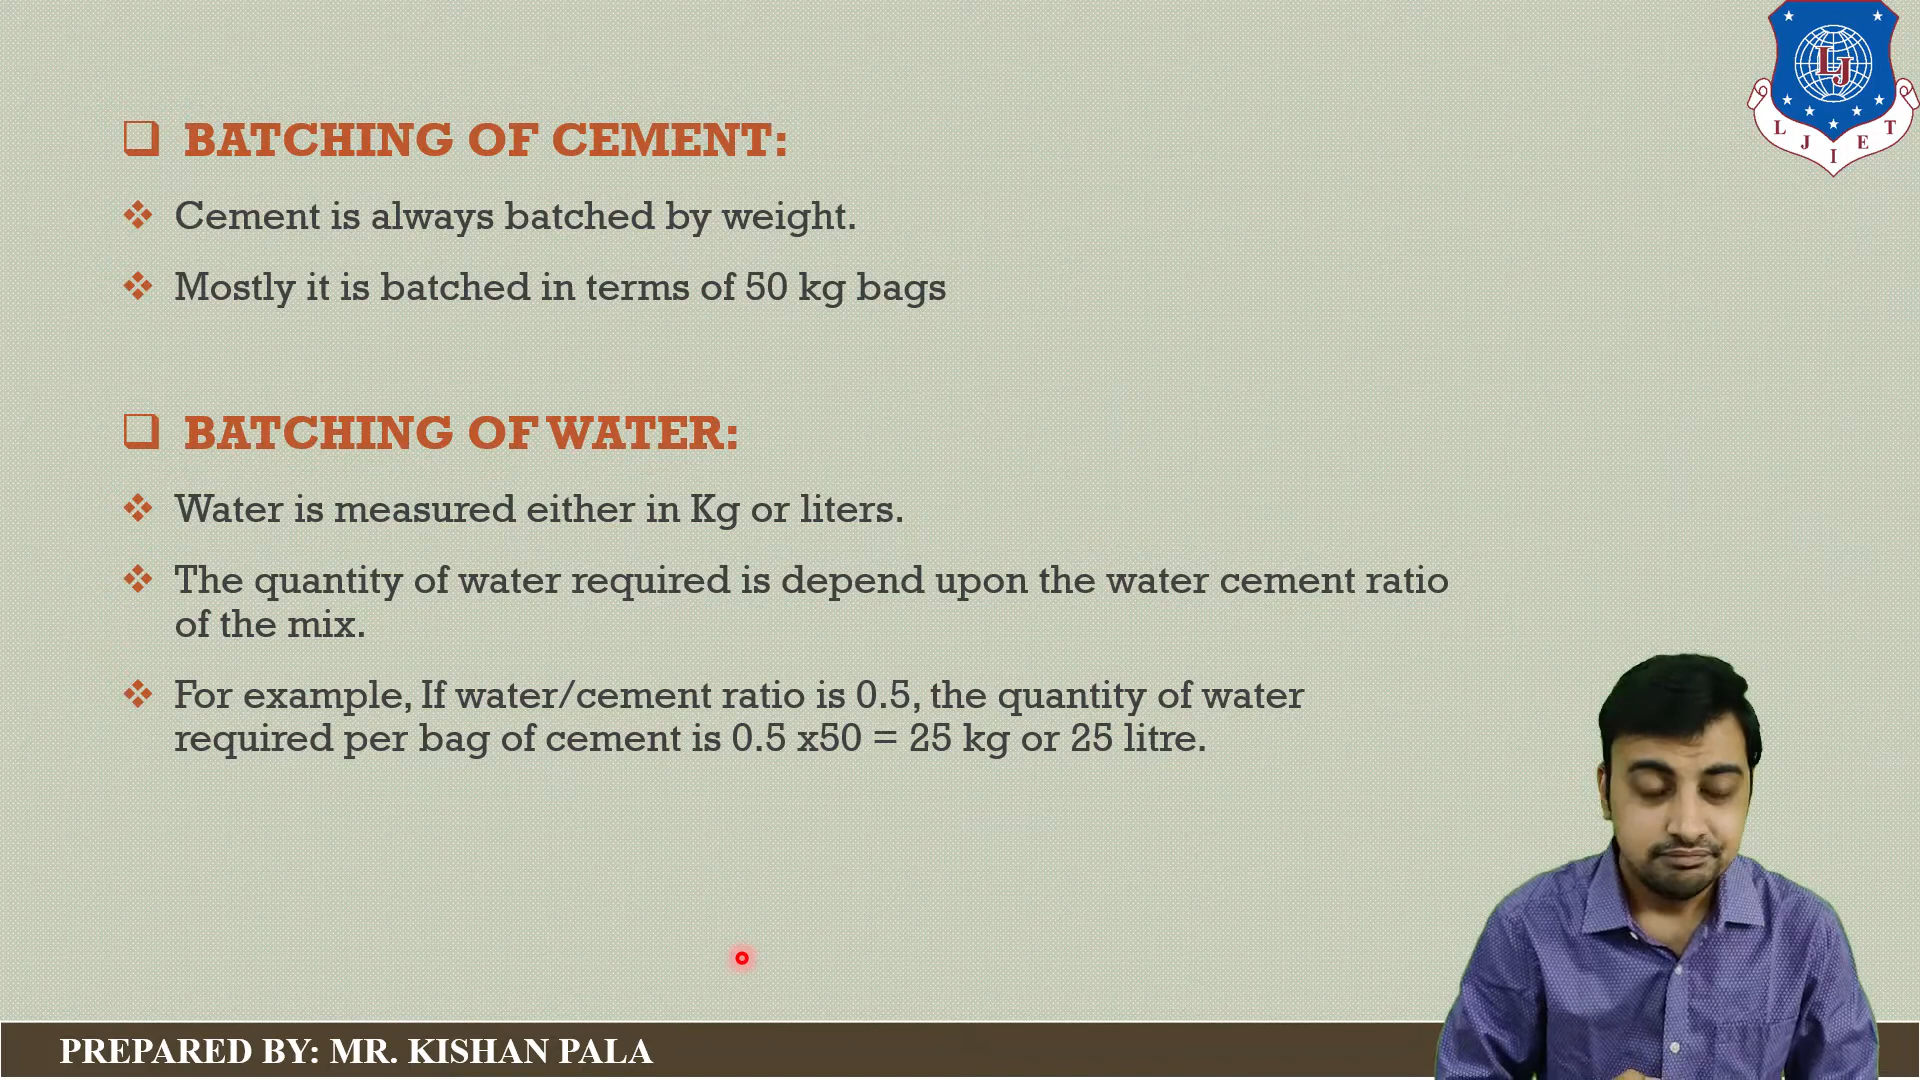 BATCHING OF CEMENT:
Cement is always batched by weight.
Mostly it is batched in terms of 50 kg bags
BATCHING OF WATER:
Water is measured either in Kg or liters.
The quantity of water required is depend upon the water cement ratio
of the mix.
For example, If water/cement ratio is 0.5, the quantity of water
required per bag of cement is 0.5 x50 = 25 kg or 25 litre.
LJ
L J I E T
PREPARED BY: MR. KISHAN PALA